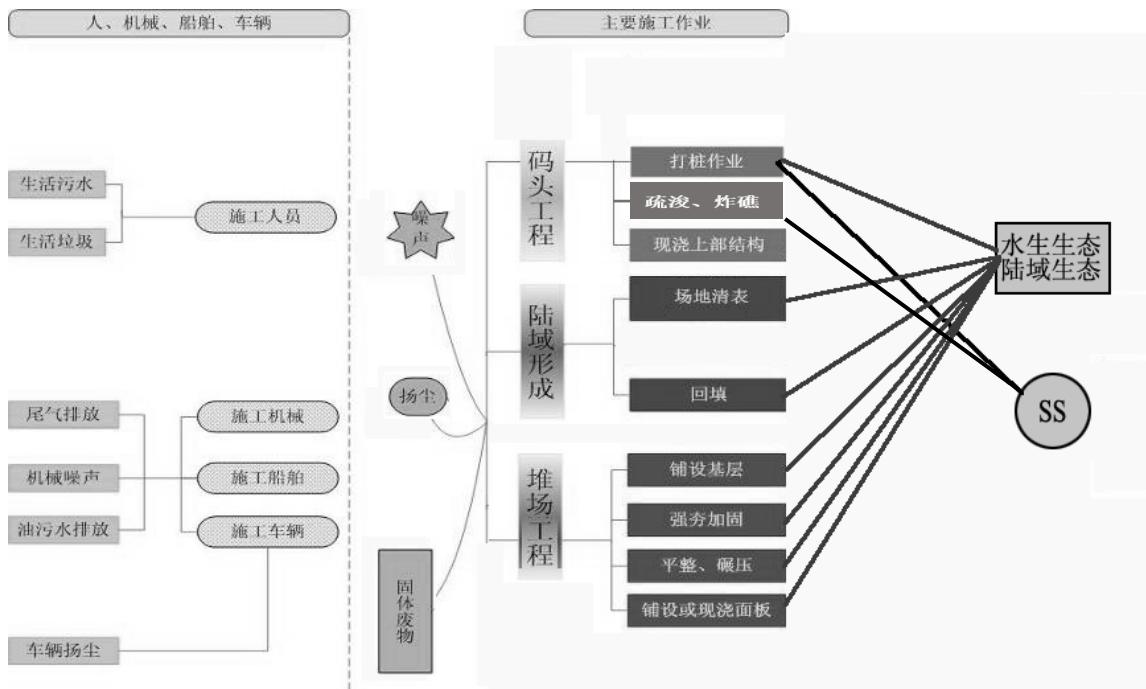 人、机械、船舶、车辆
主要施工作业
生活污水
生活垃圾
施工人员
尾气排放
机械噪声
油污水排放
施工机械
施工船舶
施工车辆
车辆扬尘
噪
声
扬尘
固
体
废
物
码
头
工
程
打桩作业
疏浚、炸礁
现浇上部结构
陆
域
形
成
场地清表
回填
堆
场
工
程
铺设基层
强夯加固
平整、碾压
铺设或现浇面板
水生生态
陆域生态
SS